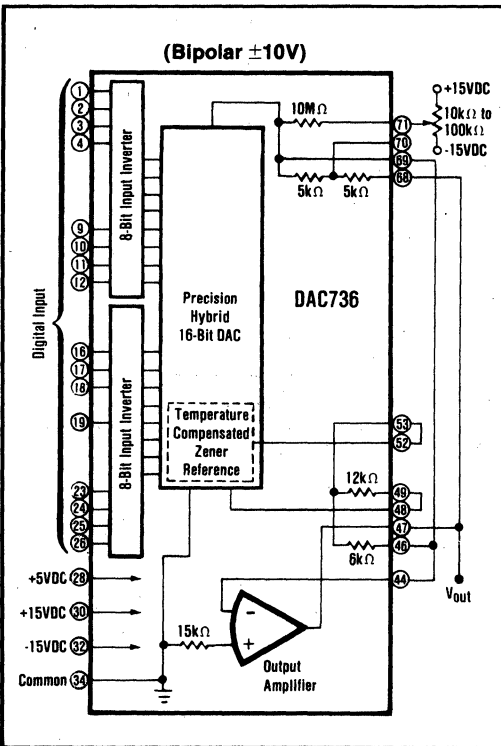 (Bipolar ±10V)
1
2
3
4
9
10
11
12
16
17
18
19
23
24
25
26
Digital Input
8-Bit Input Inverter
8-Bit Input Inverter
+5VDC 28
+15VDC 30
-15VDC 32
Common 34
Precision
Hybrid
16-Bit DAC
Temperature
Compensated
Zener
Reference
DAC736
10MΩ
5kΩ 5kΩ
71
70
69
68
+15VDC
10kΩ to
100kΩ
-15VDC
53
52
12kΩ
49
48
47
46
6kΩ
44
Vout
15kΩ
-
+
Output
Amplifier